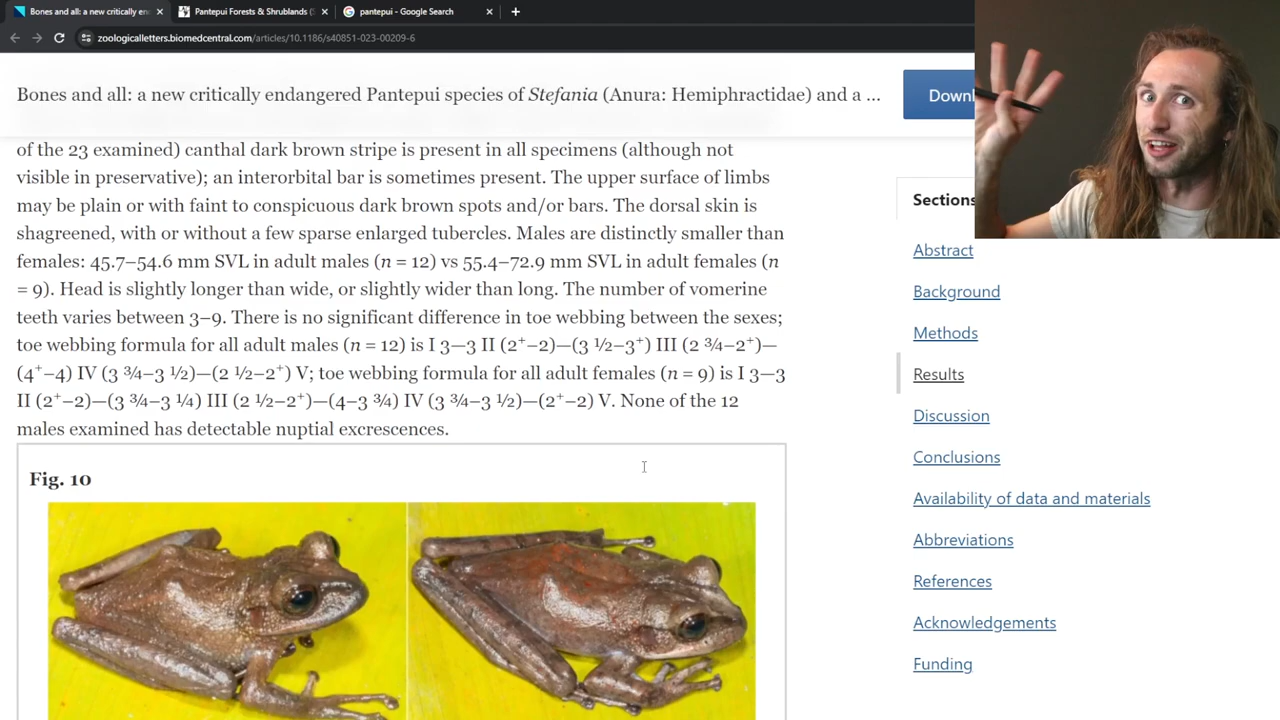 Bones and all: a new critically en
Pantepui Forests & Shrublands (
pantepui - Google Search
zoologicalletters.biomedcentral.com/articles/10.1186/s40851-023-00209-6
Bones and all: a new critically endangered Pantepui species of Stefania (Anura: Hemiphractidae) and a ...
Downl
of the 23 examined) canthal dark brown stripe is present in all specimens (although not
visible in preservative); an interorbital bar is sometimes present. The upper surface of limbs
may be plain or with faint to conspicuous dark brown spots and/or bars. The dorsal skin is
shagreened, with or without a few sparse enlarged tubercles. Males are distinctly smaller than
females: 45.7–54.6 mm SVL in adult males (n = 12) vs 55.4–72.9 mm SVL in adult females (n
= 9). Head is slightly longer than wide, or slightly wider than long. The number of vomerine
teeth varies between 3–9. There is no significant difference in toe webbing between the sexes;
toe webbing formula for all adult males (n = 12) is I 3—3 II (2⁺–2)—(3 ½–3⁺) III (2 ¾–2⁺)—
(4⁺–4) IV (3 ¾–3 ½)—(2 ½–2⁺) V; toe webbing formula for all adult females (n = 9) is I 3—3
II (2⁺–2)—(3 ¾–3 ¼) III (2 ½–2⁺)—(4–3 ¾) IV (3 ¾–3 ½)—(2⁺–2) V. None of the 12
males examined has detectable nuptial excrescences.
Fig. 10
Sections
Abstract
Background
Methods
Results
Discussion
Conclusions
Availability of data and materials
Abbreviations
References
Acknowledgements
Funding